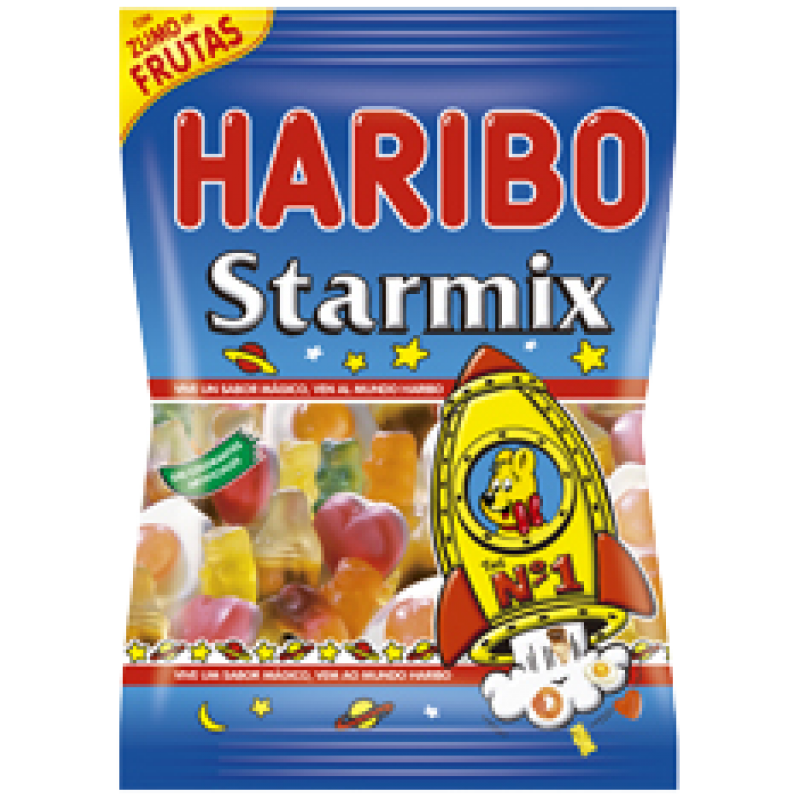 CON
ZUMO DE
FRUTAS
HARIBO
Starmix
VIVE UN SABOR MÁGICO, VEN AL MUNDO HARIBO
THE
Nº1
VIVE UM SABOR MÁGICO, VEM AO MUNDO HARIBO